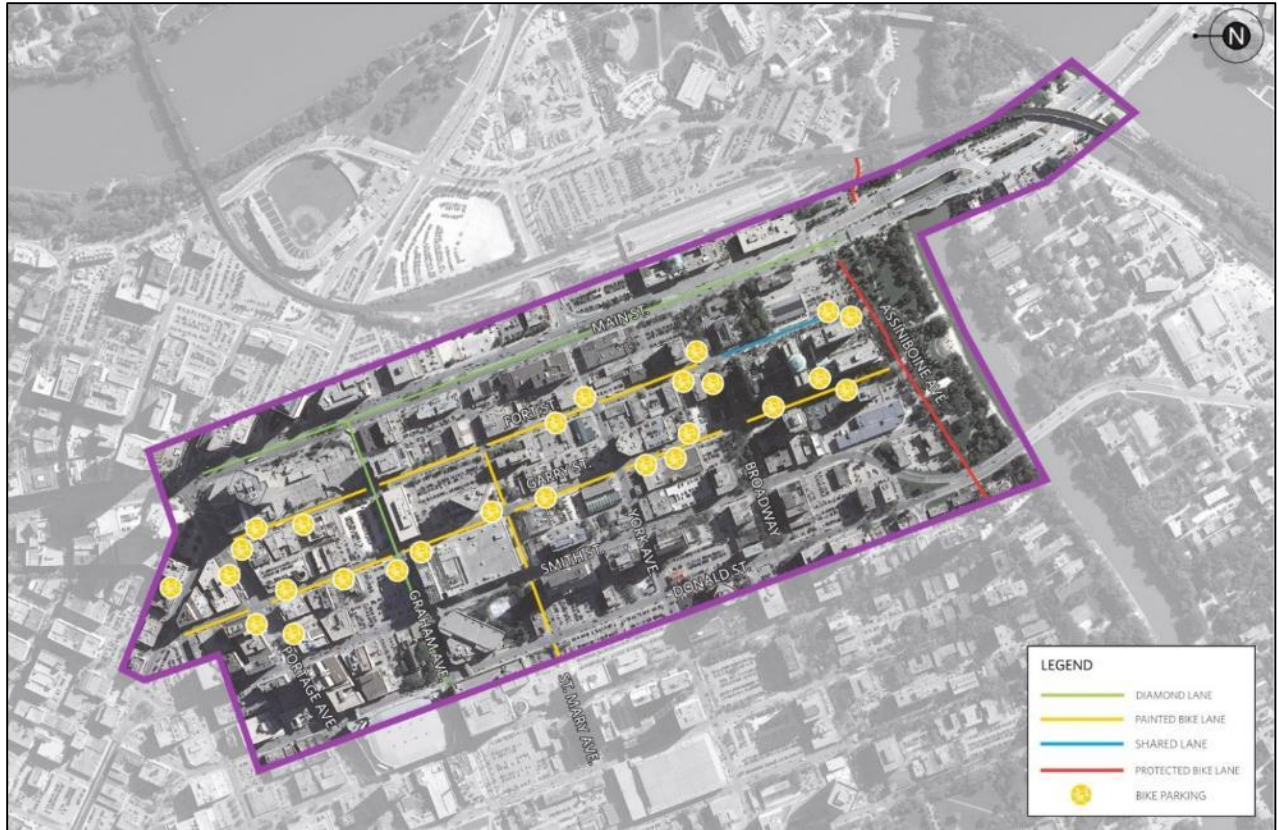 N
MAIN ST.
ASSINIBOINE AVE.
FORT ST.
GARRY ST.
BROADWAY
YORK AVE.
SMITH ST.
DONALD ST.
GRAHAM AVE.
PORTAGE AVE.
ST. MARY AVE.
LEGEND
DIAMOND LANE
PAINTED BIKE LANE
SHARED LANE
PROTECTED BIKE LANE
BIKE PARKING